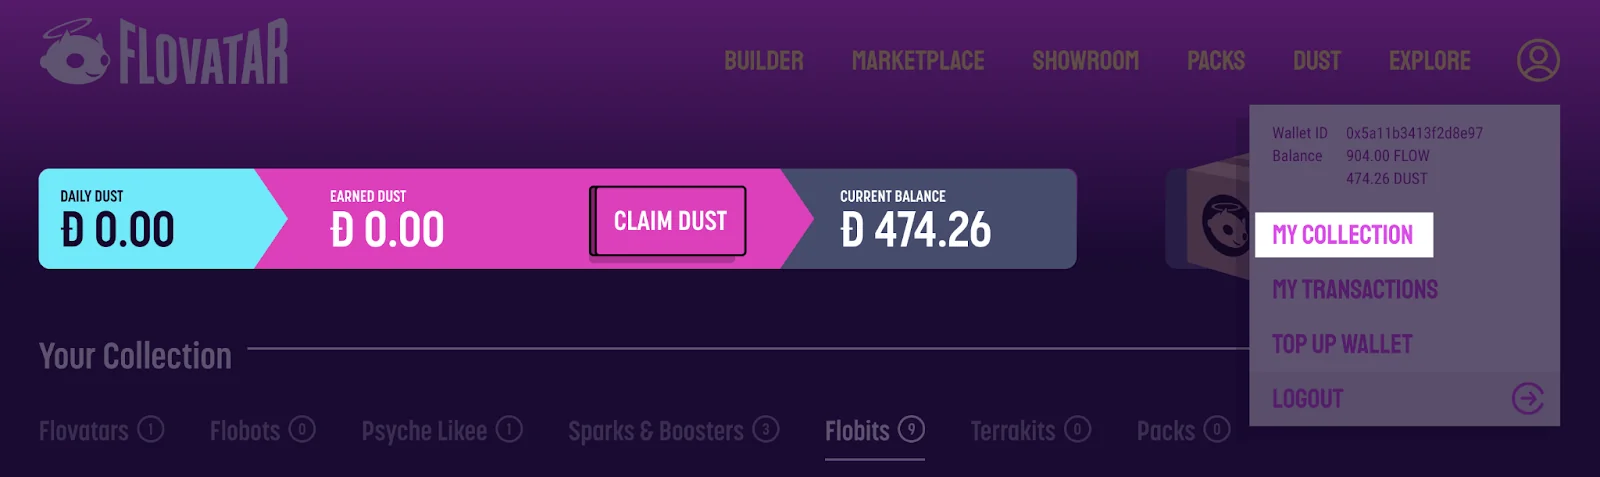 FLOVATAR
BUILDER MARKETPLACE SHOWROOM PACKS DUST EXPLORE
Wallet ID 0x5a11b3413f2d8e97
Balance 904.00 FLOW
474.26 DUST
MY COLLECTION
MY TRANSACTIONS
TOP UP WALLET
LOGOUT
DAILY DUST
Đ 0.00
EARNED DUST
Đ 0.00
CLAIM DUST
CURRENT BALANCE
Đ 474.26
Your Collection
Flovatars 1 Flobots 0 Psyche Likee 1 Sparks & Boosters 3 Flobits 9 Terrakits 0 Packs 0